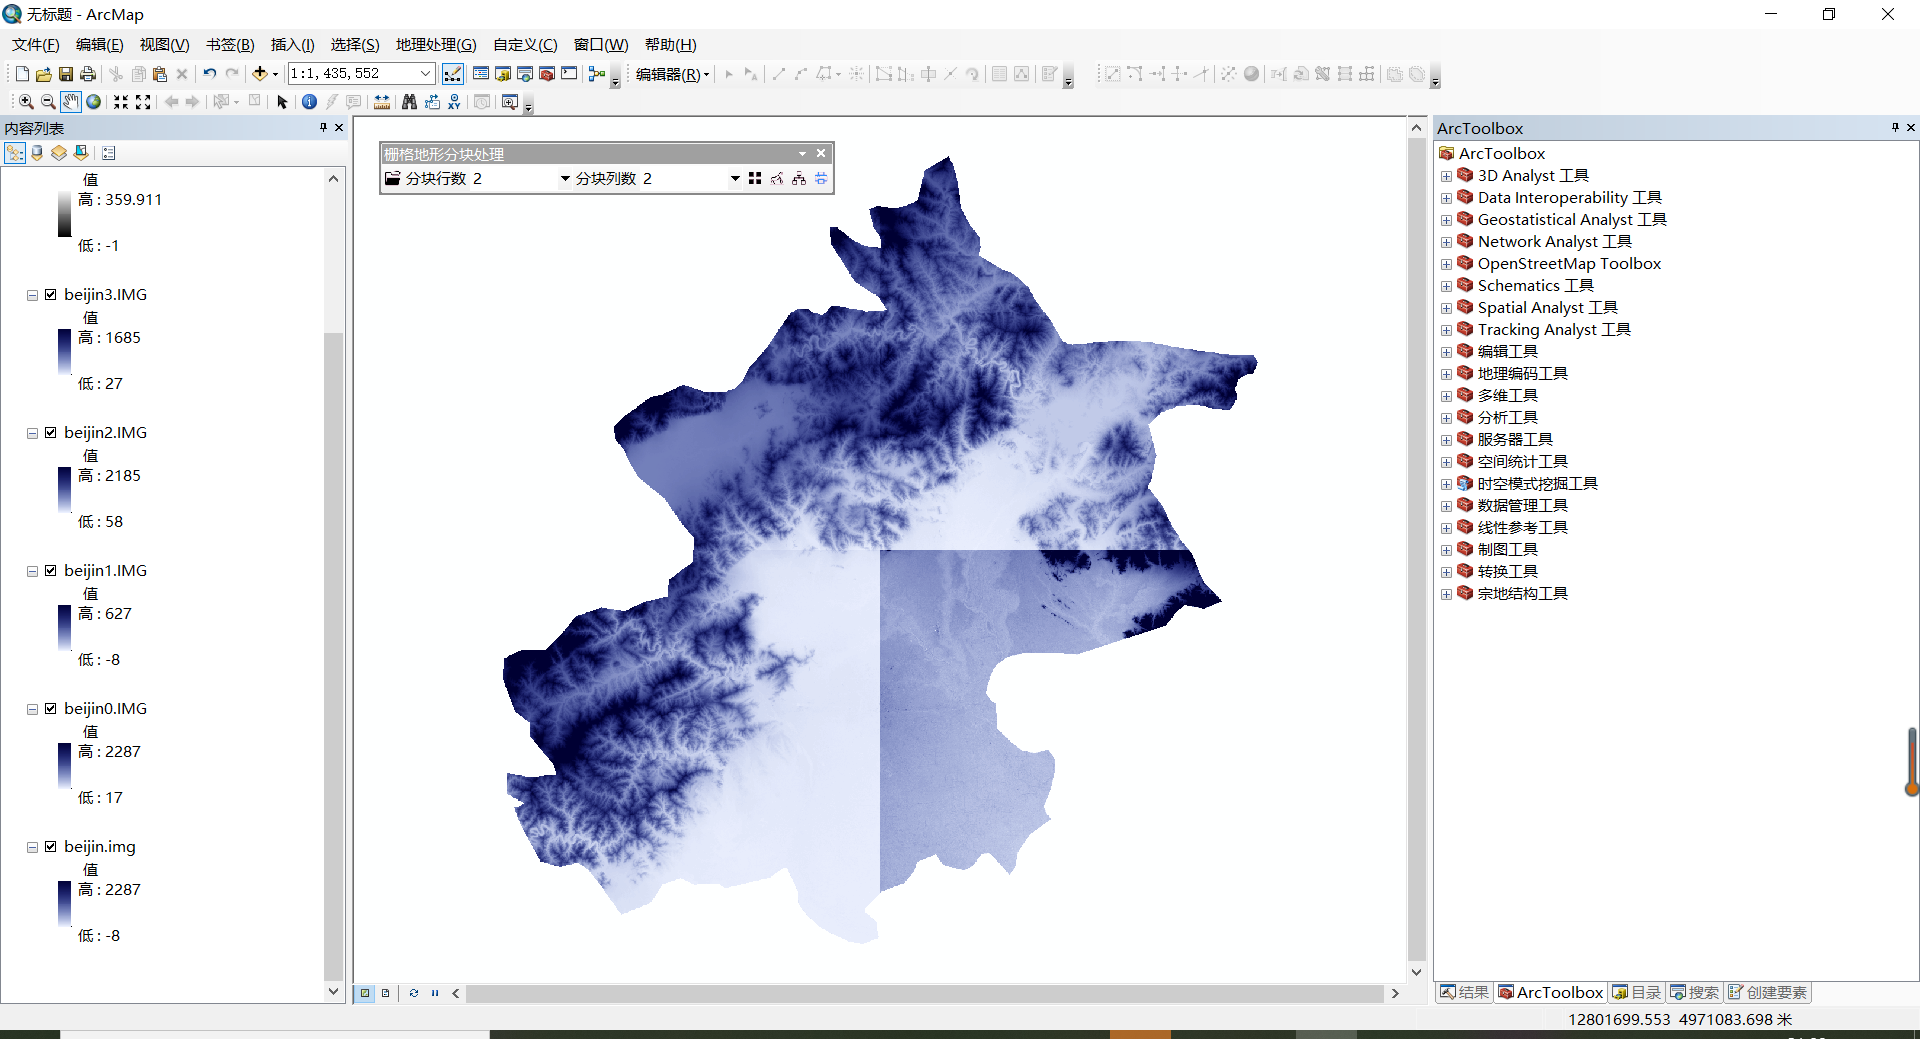 无标题 - ArcMap
文件(F) 编辑(E) 视图(V) 书签(B) 插入(I) 选择(S) 地理处理(G) 自定义(C) 窗口(W) 帮助(H)
1:1,435,552
编辑器(R)
内容列表
值
高 : 359.911
低 : -1
beijin3.IMG
值
高 : 1685
低 : 27
beijin2.IMG
值
高 : 2185
低 : 58
beijin1.IMG
值
高 : 627
低 : -8
beijin0.IMG
值
高 : 2287
低 : 17
beijin.img
值
高 : 2287
低 : -8
栅格地形分块处理
分块行数 2 分块列数 2
ArcToolbox
ArcToolbox
3D Analyst 工具
Data Interoperability 工具
Geostatistical Analyst 工具
Network Analyst 工具
OpenStreetMap Toolbox
Schematics 工具
Spatial Analyst 工具
Tracking Analyst 工具
编辑工具
地理编码工具
多维工具
分析工具
服务器工具
空间统计工具
时空模式挖掘工具
数据管理工具
线性参考工具
制图工具
转换工具
宗地结构工具
结果 ArcToolbox 目录 搜索 创建要素
12801699.553 4971083.698 米